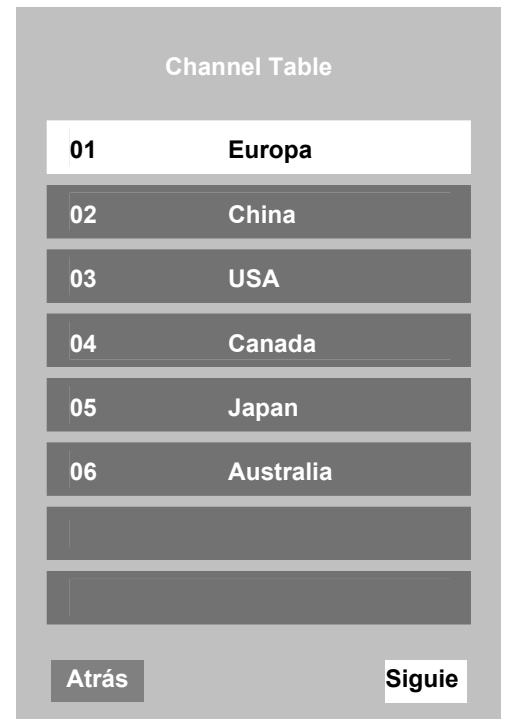 Channel Table
01 Europa
02 China
03 USA
04 Canada
05 Japan
06 Australia
Atrás Siguie